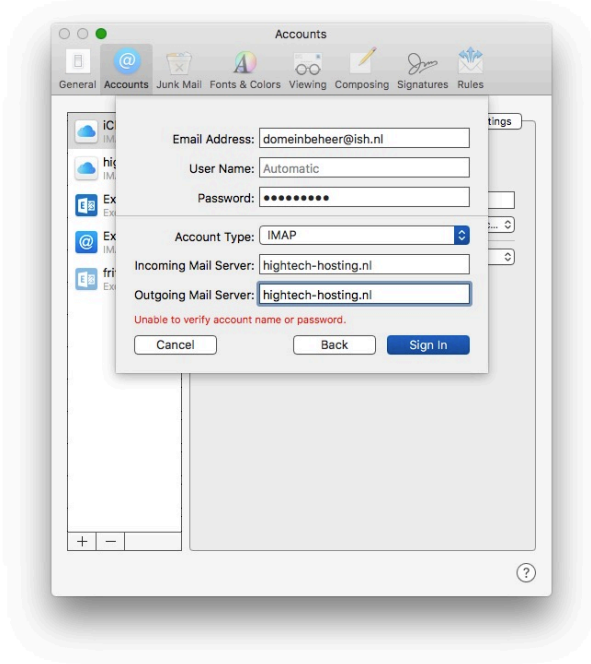 Accounts
General Accounts Junk Mail Fonts & Colors Viewing Composing Signatures Rules
Email Address: domeinbeheer@ish.nl
User Name: Automatic
Password: •••••••••
Account Type: IMAP
Incoming Mail Server: hightech-hosting.nl
Outgoing Mail Server: hightech-hosting.nl
Unable to verify account name or password.
Cancel Back Sign In
+ −
?